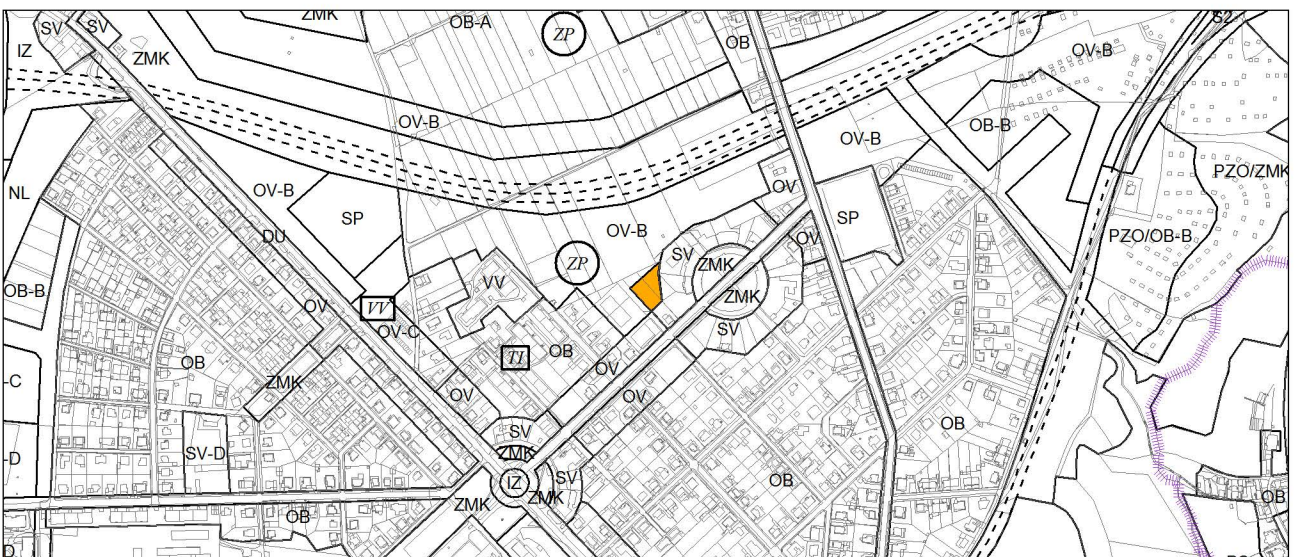 SV
SV
ZMK
OB-A
ZP
OB
S2
IZ
ZMK
OV-B
OV-B
OV-B
OB-B
NL
OV-B
SP
DU
OV-B
OV
SP
PZO/ZMK
PZO/OB-B
OV
SV
ZMK
ZMK
SV
VV
ZP
OB-B
OV
VV
OV-C
TI
OB
OV
OV
OV
OB
ZMK
-C
SV-D
-D
SV
ZMK
IZ
ZMK
SV
ZMK
OB
OB
OB
OB